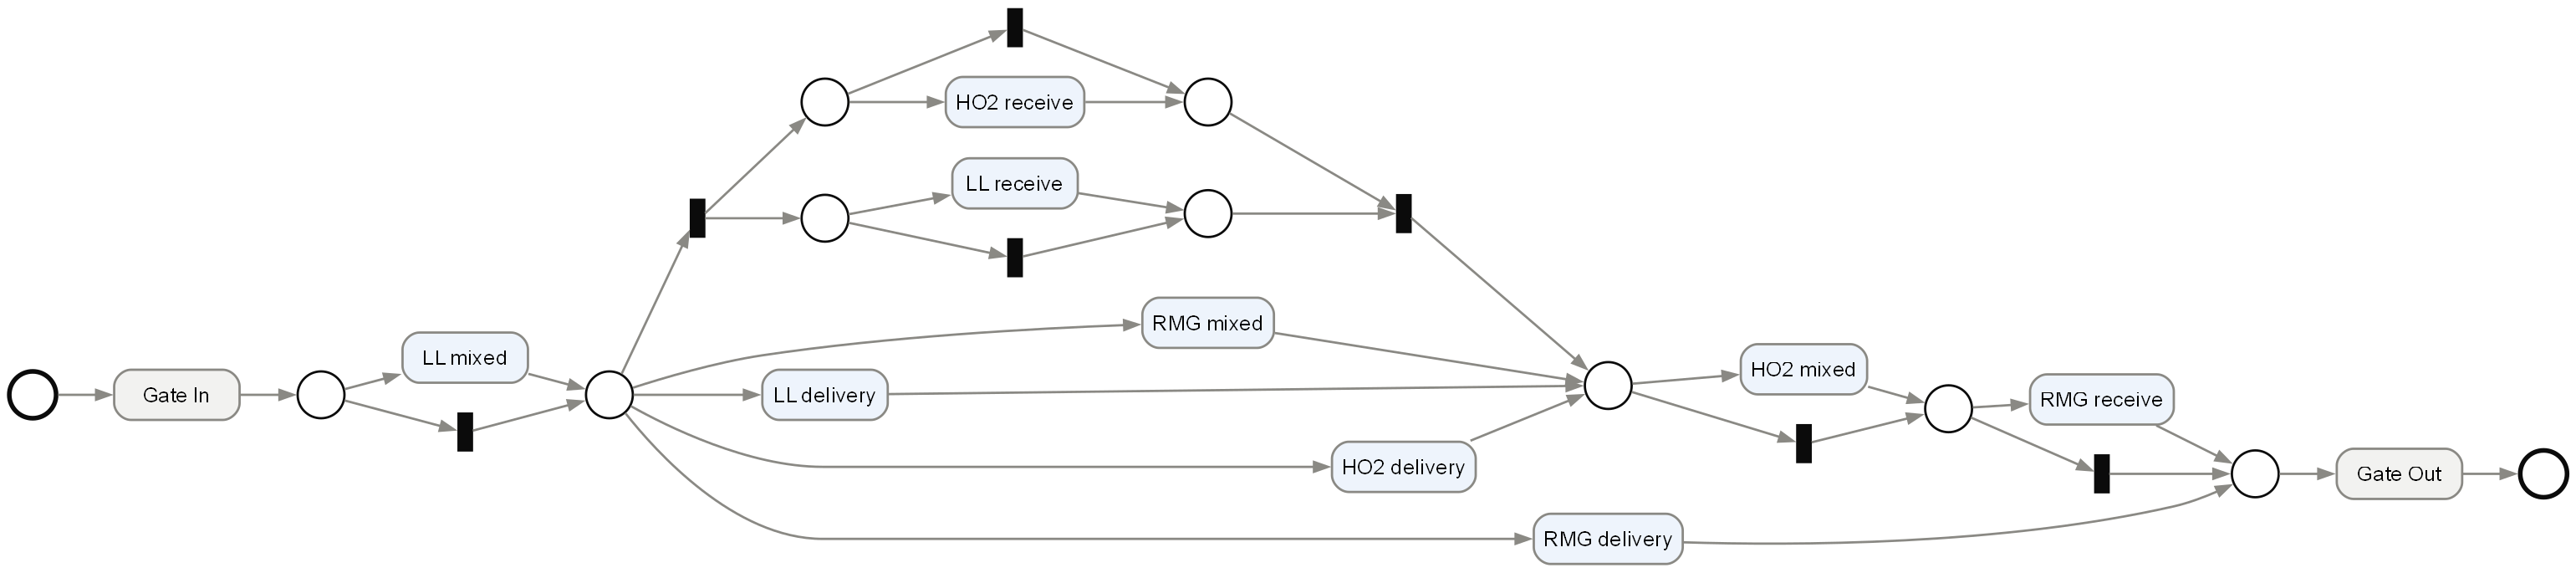 HO2 receive
LL receive
RMG mixed
LL mixed
HO2 mixed
Gate In
LL delivery
RMG receive
HO2 delivery
Gate Out
RMG delivery